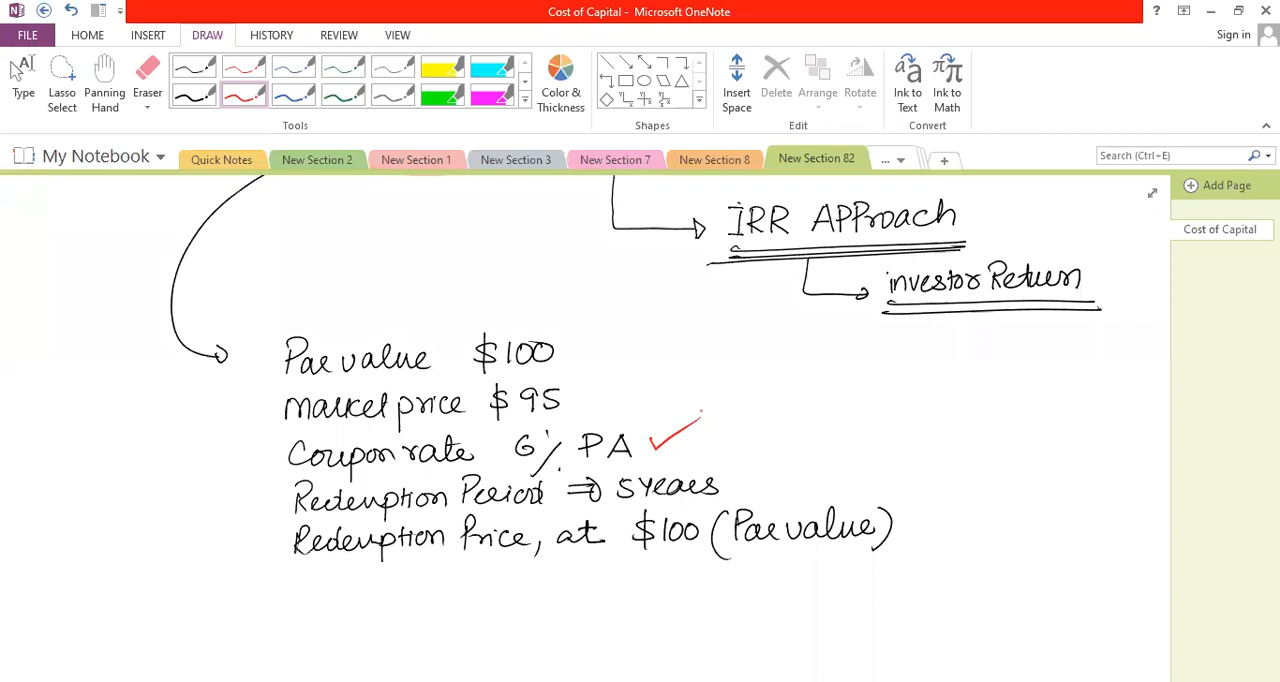 Cost of Capital - Microsoft OneNote
?
FILE HOME INSERT DRAW HISTORY REVIEW VIEW
Sign in
Type
Lasso Select
Panning Hand
Eraser
Color & Thickness
Insert Space
Delete
Arrange
Rotate
Ink to Text
Ink to Math
Tools
Shapes
Edit
Convert
My Notebook
Quick Notes
New Section 2
New Section 1
New Section 3
New Section 7
New Section 8
New Section 82
...
Search (Ctrl+E)
Add Page
Cost of Capital
IRR APProach
investor Return
Par value $100
Market price $95
Coupon rate 6% PA
Redemption Period ⇒ 5 years
Redemption Price, at $100 (Par value)